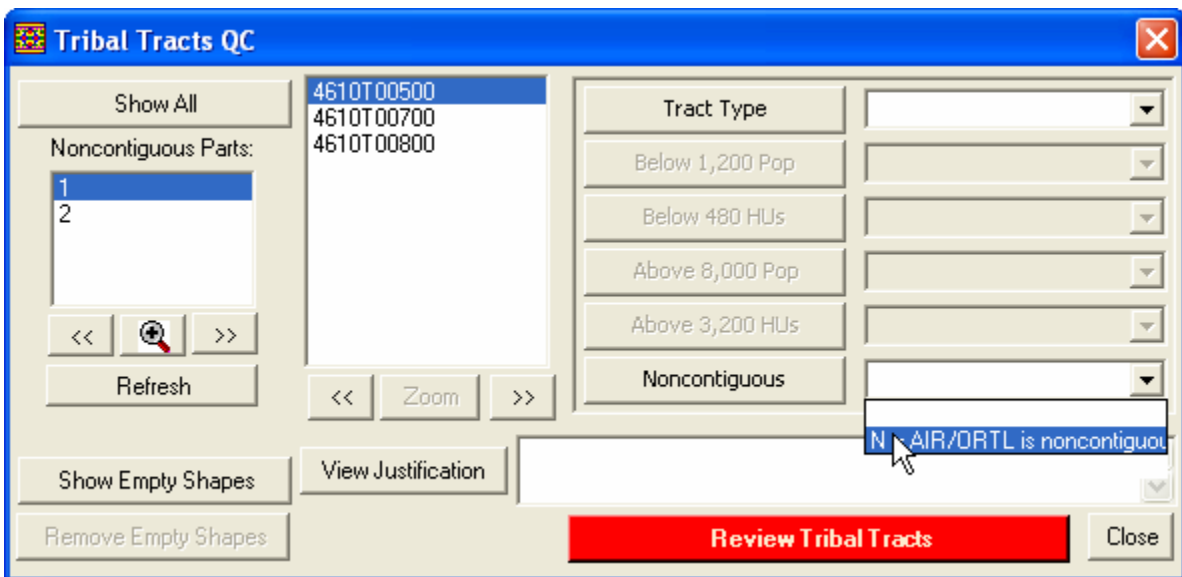 Tribal Tracts QC
Show All
Noncontiguous Parts:
1
2
<<
>>
Refresh
Show Empty Shapes
Remove Empty Shapes
4610T00500
4610T00700
4610T00800
<<
Zoom
>>
View Justification
Tract Type
Below 1,200 Pop
Below 480 HUs
Above 8,000 Pop
Above 3,200 HUs
Noncontiguous
N - AIR/ORTL is noncontiguou
Review Tribal Tracts
Close